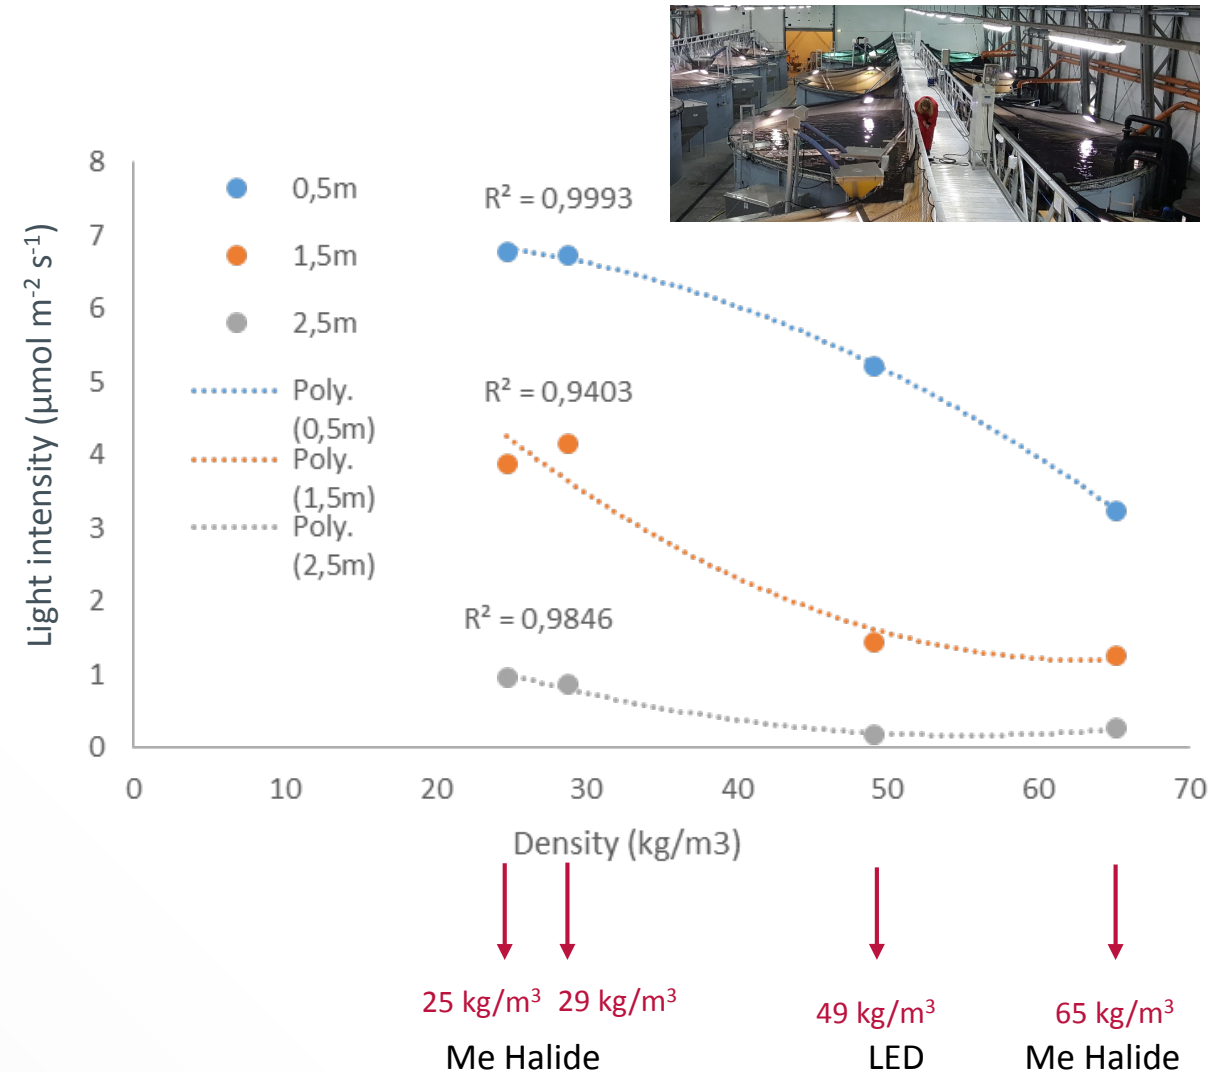 8
7
6
5
4
3
2
1
0
Light intensity (µmol m⁻² s⁻¹)
0,5m
1,5m
2,5m
Poly.
(0,5m)
Poly.
(1,5m)
Poly.
(2,5m)
R² = 0,9993
R² = 0,9403
R² = 0,9846
0 10 20 30 40 50 60 70
Density (kg/m3)
25 kg/m³ 29 kg/m³ 49 kg/m³ 65 kg/m³
Me Halide LED Me Halide